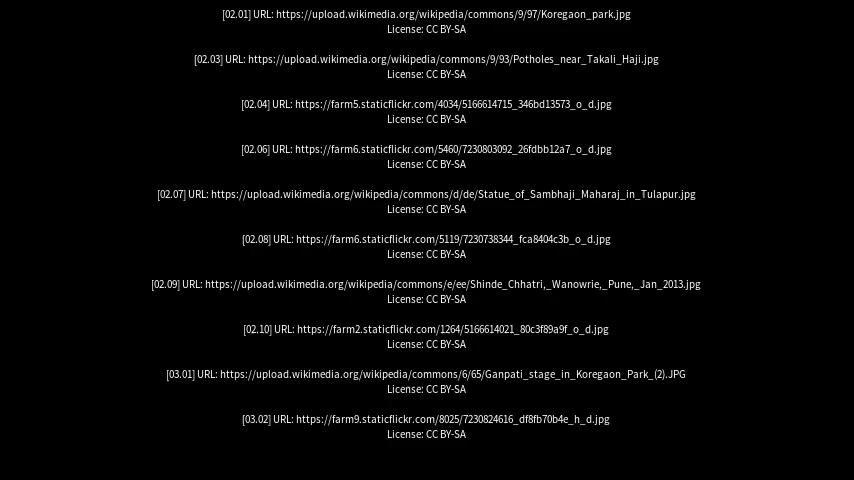 [02.01] URL: https://upload.wikimedia.org/wikipedia/commons/9/97/Koregaon_park.jpg
License: CC BY-SA
[02.03] URL: https://upload.wikimedia.org/wikipedia/commons/9/93/Potholes_near_Takali_Haji.jpg
License: CC BY-SA
[02.04] URL: https://farm5.staticflickr.com/4034/5166614715_346bd13573_o_d.jpg
License: CC BY-SA
[02.06] URL: https://farm6.staticflickr.com/5460/7230803092_26fdbb12a7_o_d.jpg
License: CC BY-SA
[02.07] URL: https://upload.wikimedia.org/wikipedia/commons/d/de/Statue_of_Sambhaji_Maharaj_in_Tulapur.jpg
License: CC BY-SA
[02.08] URL: https://farm6.staticflickr.com/5119/7230738344_fca8404c3b_o_d.jpg
License: CC BY-SA
[02.09] URL: https://upload.wikimedia.org/wikipedia/commons/e/ee/Shinde_Chhatri,_Wanowrie,_Pune,_Jan_2013.jpg
License: CC BY-SA
[02.10] URL: https://farm2.staticflickr.com/1264/5166614021_80c3f89a9f_o_d.jpg
License: CC BY-SA
[03.01] URL: https://upload.wikimedia.org/wikipedia/commons/6/65/Ganpati_stage_in_Koregaon_Park_(2).JPG
License: CC BY-SA
[03.02] URL: https://farm9.staticflickr.com/8025/7230824616_df8fb70b4e_h_d.jpg
License: CC BY-SA